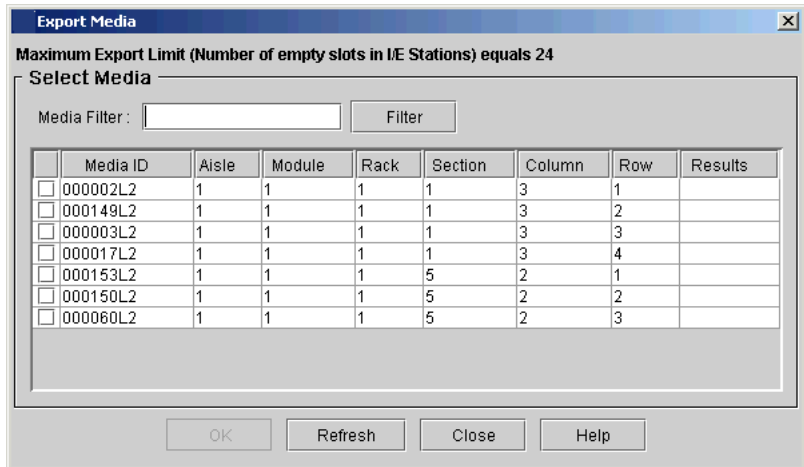 Export Media
Maximum Export Limit (Number of empty slots in I/E Stations) equals 24
Select Media
Media Filter : Filter
Media ID Aisle Module Rack Section Column Row Results
000002L2 1 1 1 1 3 1
000149L2 1 1 1 1 3 2
000003L2 1 1 1 1 3 3
000017L2 1 1 1 1 3 4
000153L2 1 1 1 5 2 1
000150L2 1 1 1 5 2 2
000060L2 1 1 1 5 2 3
OK Refresh Close Help